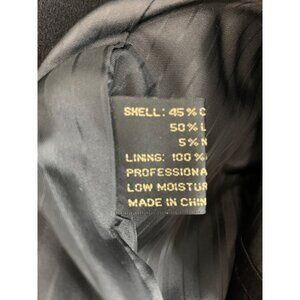 SHELL: 45% C
50% L
5% N
LINING: 100%
PROFESSIONA
LOW MOISTUR
MADE IN CHIN